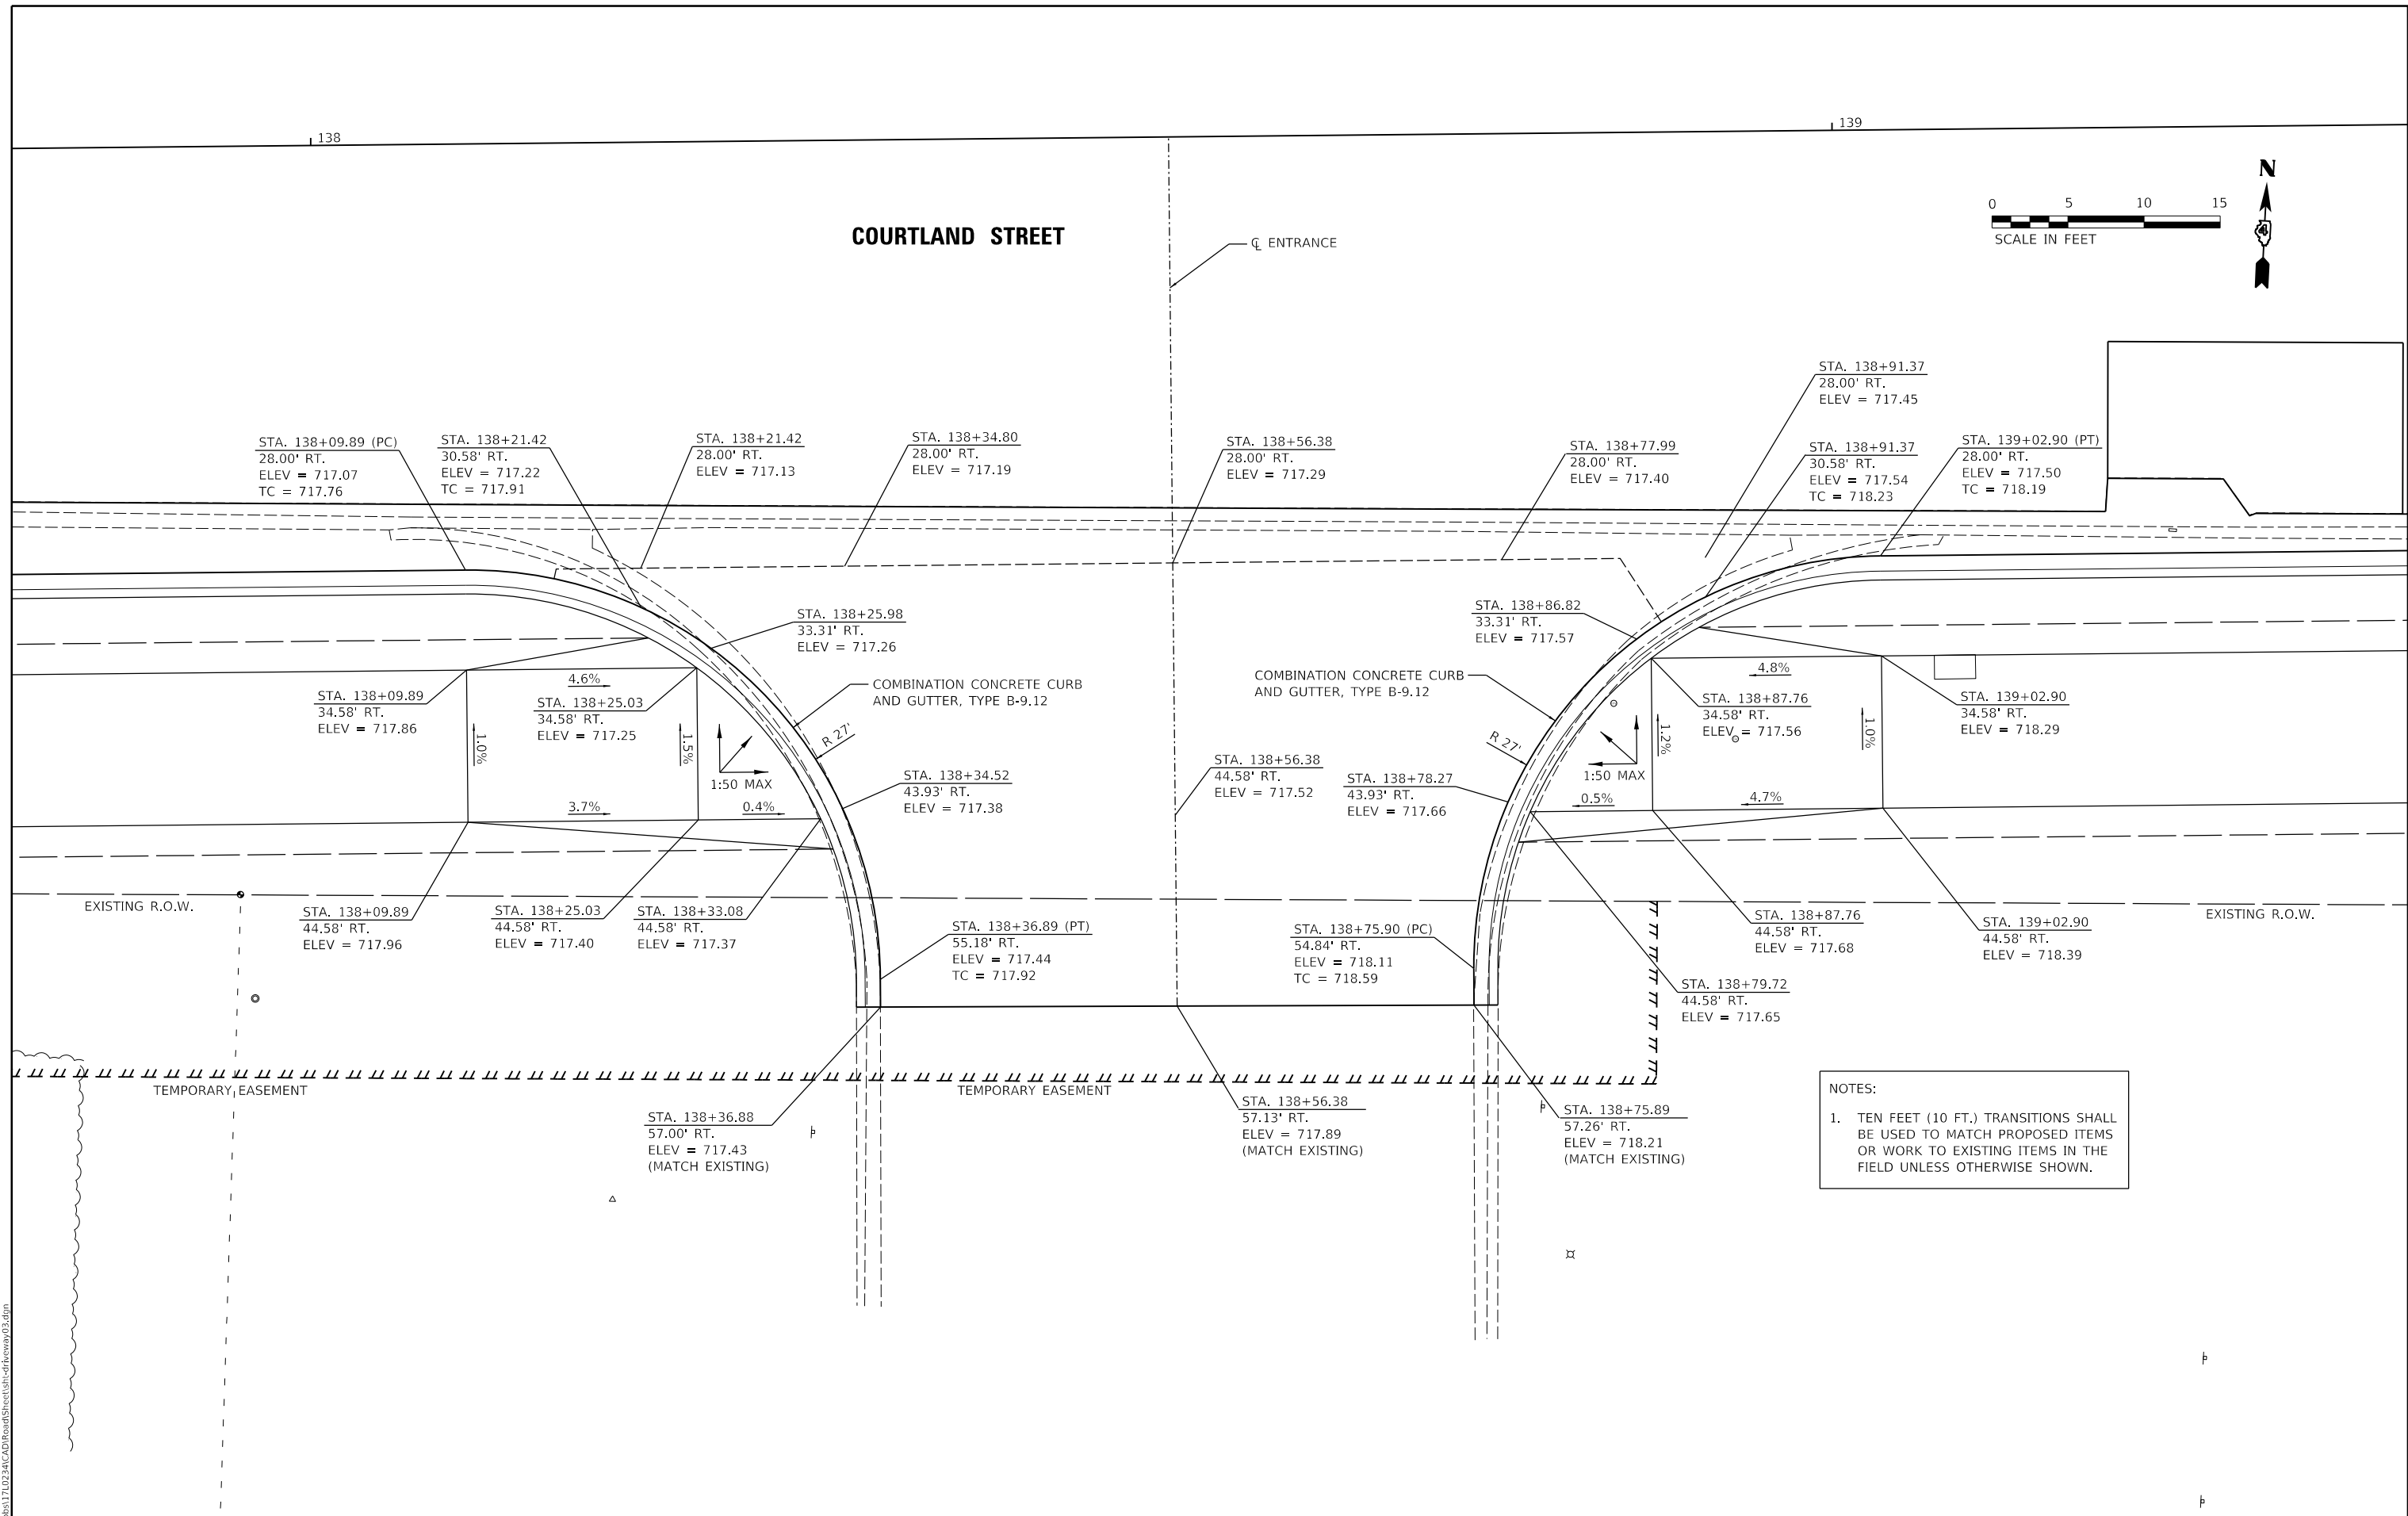 138
139
N
4
0 5 10 15
SCALE IN FEET
COURTLAND STREET
℄ ENTRANCE
STA. 138+91.37
28.00' RT.
ELEV = 717.45
STA. 138+09.89 (PC)
28.00' RT.
ELEV = 717.07
TC = 717.76
STA. 138+21.42
30.58' RT.
ELEV = 717.22
TC = 717.91
STA. 138+21.42
28.00' RT.
ELEV = 717.13
STA. 138+34.80
28.00' RT.
ELEV = 717.19
STA. 138+56.38
28.00' RT.
ELEV = 717.29
STA. 138+77.99
28.00' RT.
ELEV = 717.40
STA. 138+91.37
30.58' RT.
ELEV = 717.54
TC = 718.23
STA. 139+02.90 (PT)
28.00' RT.
ELEV = 717.50
TC = 718.19
STA. 138+25.98
33.31' RT.
ELEV = 717.26
STA. 138+86.82
33.31' RT.
ELEV = 717.57
COMBINATION CONCRETE CURB
AND GUTTER, TYPE B-9.12
COMBINATION CONCRETE CURB
AND GUTTER, TYPE B-9.12
4.6%
4.8%
STA. 138+09.89
34.58' RT.
ELEV = 717.86
STA. 138+25.03
34.58' RT.
ELEV = 717.25
STA. 138+87.76
34.58' RT.
ELEV = 717.56
STA. 139+02.90
34.58' RT.
ELEV = 718.29
1.0%
1.5%
1:50 MAX
R 27'
R 27'
1:50 MAX
1.2%
1.0%
3.7%
0.4%
0.5%
4.7%
STA. 138+34.52
43.93' RT.
ELEV = 717.38
STA. 138+56.38
44.58' RT.
ELEV = 717.52
STA. 138+78.27
43.93' RT.
ELEV = 717.66
EXISTING R.O.W.
EXISTING R.O.W.
STA. 138+09.89
44.58' RT.
ELEV = 717.96
STA. 138+25.03
44.58' RT.
ELEV = 717.40
STA. 138+33.08
44.58' RT.
ELEV = 717.37
STA. 138+36.89 (PT)
55.18' RT.
ELEV = 717.44
TC = 717.92
STA. 138+75.90 (PC)
54.84' RT.
ELEV = 718.11
TC = 718.59
STA. 138+87.76
44.58' RT.
ELEV = 717.68
STA. 139+02.90
44.58' RT.
ELEV = 718.39
STA. 138+79.72
44.58' RT.
ELEV = 717.65
TEMPORARY EASEMENT
TEMPORARY EASEMENT
STA. 138+36.88
57.00' RT.
ELEV = 717.43
(MATCH EXISTING)
STA. 138+56.38
57.13' RT.
ELEV = 717.89
(MATCH EXISTING)
STA. 138+75.89
57.26' RT.
ELEV = 718.21
(MATCH EXISTING)
NOTES:
1. TEN FEET (10 FT.) TRANSITIONS SHALL
BE USED TO MATCH PROPOSED ITEMS
OR WORK TO EXISTING ITEMS IN THE
FIELD UNLESS OTHERWISE SHOWN.
\17L0234\CAD\Road\Sheet\sht-driveway03.dgn